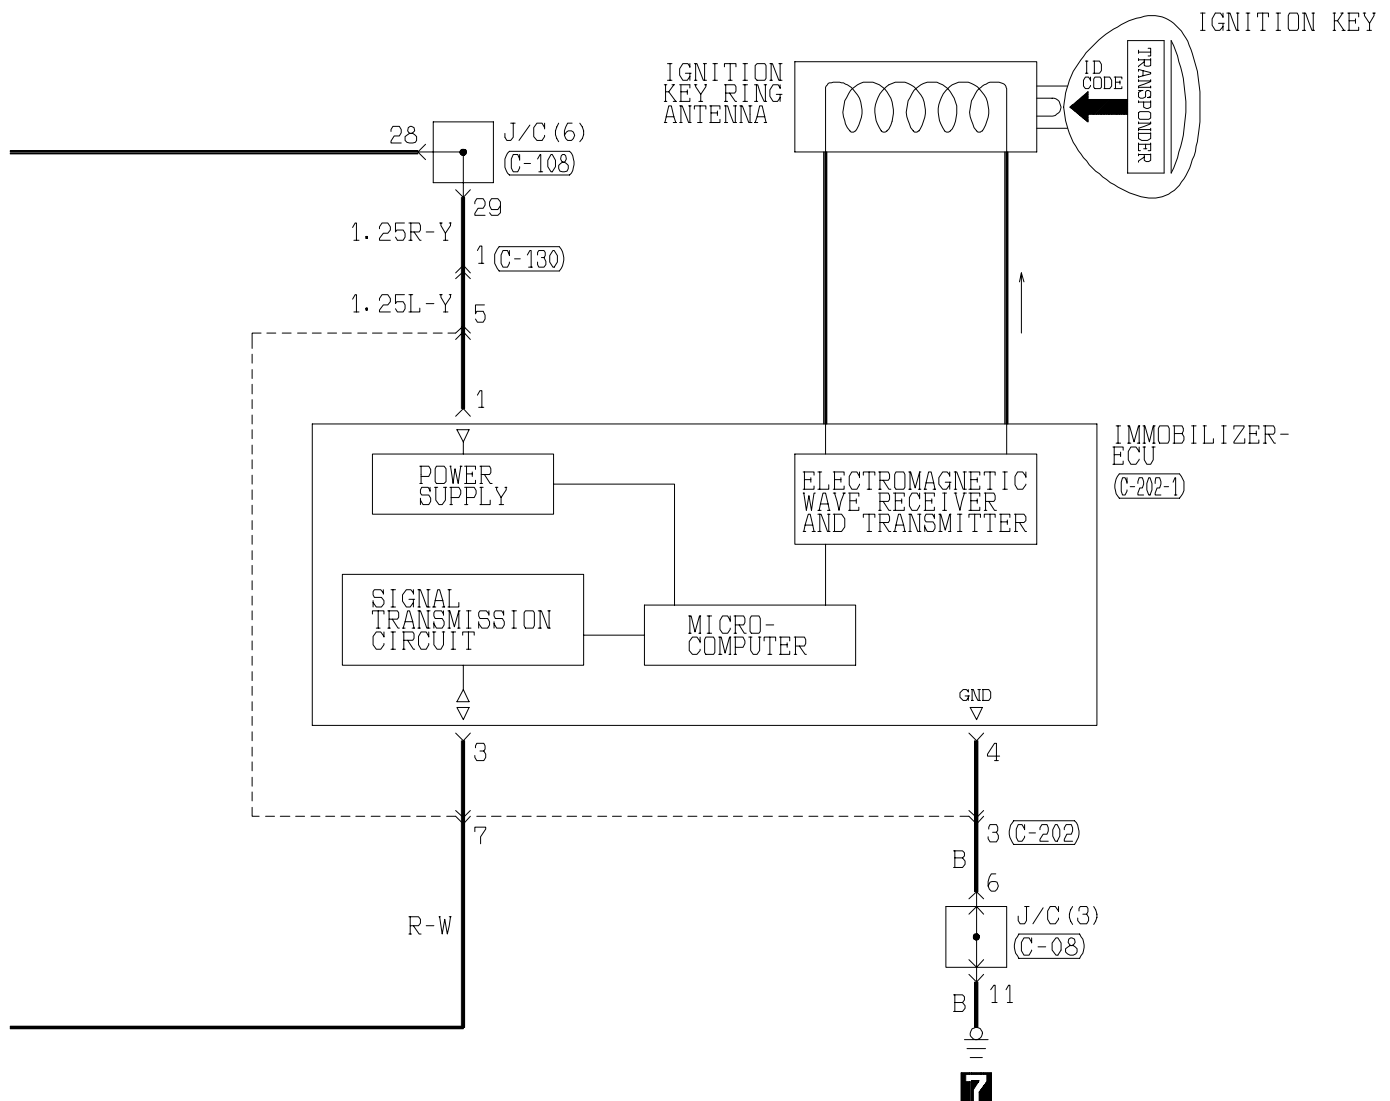 IGNITION KEY
IGNITION
KEY RING
ANTENNA
ID
CODE
TRANSPONDER
28
J/C(6)
C-108
29
1.25R-Y
1
C-130
1.25L-Y
5
1
IMMOBILIZER-
ECU
C-202-1
POWER
SUPPLY
ELECTROMAGNETIC
WAVE RECEIVER
AND TRANSMITTER
SIGNAL
TRANSMISSION
CIRCUIT
MICRO-
COMPUTER
GND
3
4
7
3
C-202
B
6
R-W
J/C(3)
C-08
B
11
7